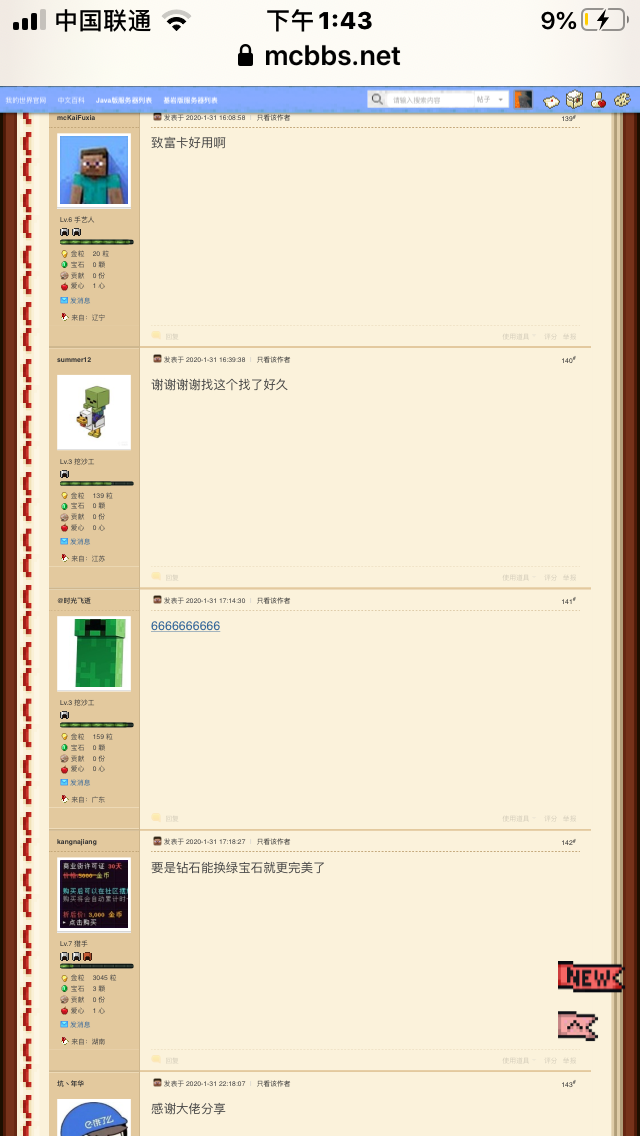 中国联通
下午1:43
9%
mcbbs.net
我的世界官网 中文百科 Java版服务器列表 基岩版服务器列表
请输入搜索内容 帖子
mcKaiFuxia
发表于 2020-1-31 16:08:58 只看该作者
139#
致富卡好用啊
Lv.6 手艺人
金粒 20 粒
宝石 0 颗
贡献 0 份
爱心 1 心
发消息
来自: 辽宁
回复 使用道具 评分 举报
summer12
发表于 2020-1-31 16:39:38 只看该作者
140#
谢谢谢谢找这个找了好久
Lv.3 挖沙工
金粒 139 粒
宝石 0 颗
贡献 0 份
爱心 0 心
发消息
来自: 江苏
回复 使用道具 评分 举报
@时光飞逝
发表于 2020-1-31 17:14:30 只看该作者
141#
6666666666
Lv.3 挖沙工
金粒 159 粒
宝石 0 颗
贡献 0 份
爱心 0 心
发消息
来自: 广东
回复 使用道具 评分 举报
kangnajiang
发表于 2020-1-31 17:18:27 只看该作者
142#
要是钻石能换绿宝石就更完美了
商业街许可证 30天
价格:5000 金币
购买后可以在社区摆
购买将会自动累计时
折后价: 3,000 金币
▸ 点击购买
Lv.7 猎手
金粒 3045 粒
宝石 3 颗
贡献 0 份
爱心 1 心
发消息
来自: 湖南
NEW
回复 使用道具 评分 举报
坑丶年华
发表于 2020-1-31 22:18:07 只看该作者
143#
感谢大佬分享